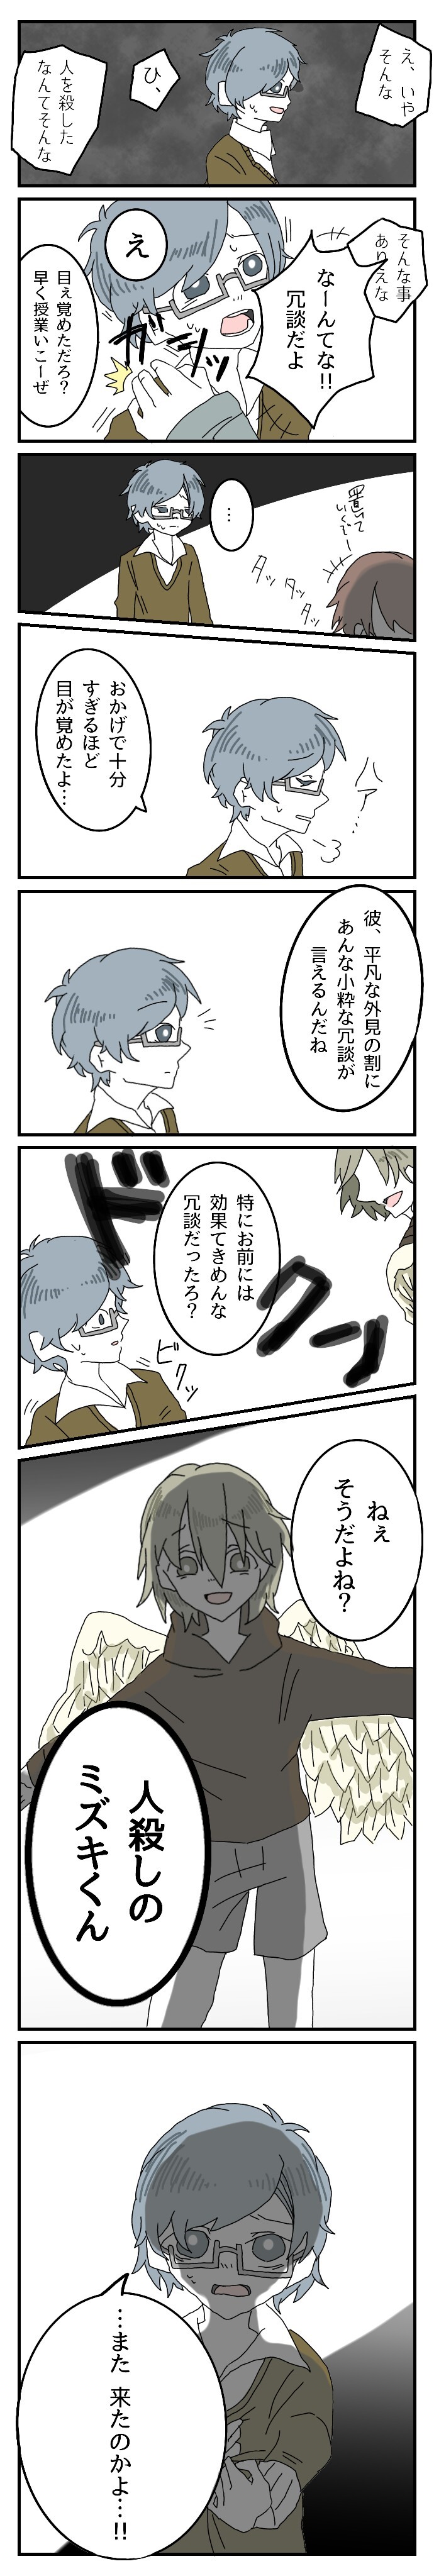 え、いや
そんな
ひ、
人を殺した
なんてそんな
そんな事
ありえな
なーんてな!!
冗談だよ
え
ガシッ
目ぇ覚めただろ?
早く授業いこーぜ
置いて
いくぞー
…
タッタッタッ
ハァ…
おかげで十分
すぎるほど
目が覚めたよ…
彼、平凡な外見の割に
あんな小粋な冗談が
言えるんだね
特にお前には
効果てきめんな
冗談だったろ?
ドクッ
ビクッ
ねぇ
そうだよね?
人殺しの
ミズキくん
…また 来たのかよ…!!